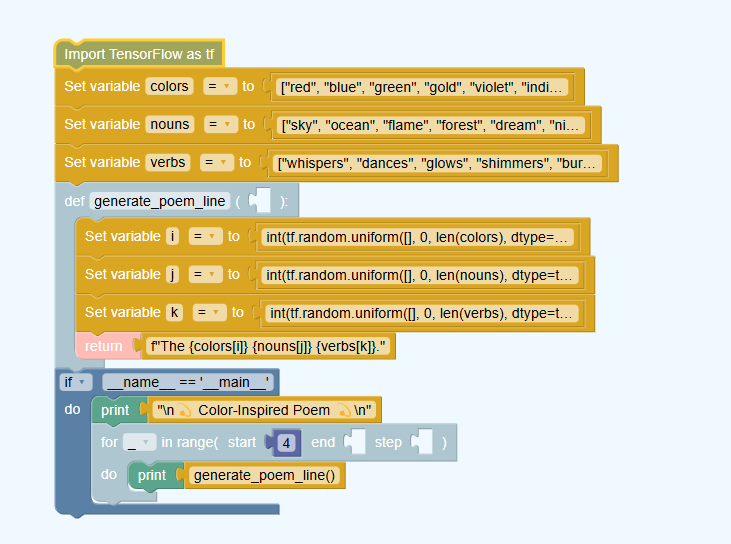 Import TensorFlow as tf
Set variable colors = to ["red", "blue", "green", "gold", "violet", "indi...
Set variable nouns = to ["sky", "ocean", "flame", "forest", "dream", "ni...
Set variable verbs = to ["whispers", "dances", "glows", "shimmers", "bur...
def generate_poem_line ( ):
Set variable i = to int(tf.random.uniform([], 0, len(colors), dtype=...
Set variable j = to int(tf.random.uniform([], 0, len(nouns), dtype=t...
Set variable k = to int(tf.random.uniform([], 0, len(verbs), dtype=t...
return f"The {colors[i]} {nouns[j]} {verbs[k]}."
if __name__ == '__main__'
do print "\n 💫 Color-Inspired Poem 💫\n"
for _ in range( start 4 end step )
do print generate_poem_line()